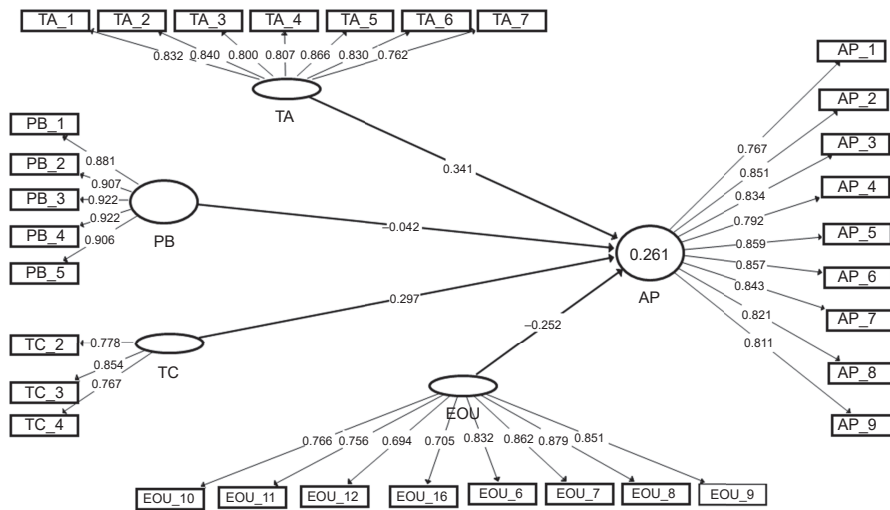 TA_1 TA_2 TA_3 TA_4 TA_5 TA_6 TA_7
0.832 0.840 0.800 0.807 0.866 0.830 0.762
TA
AP_1
AP_2
AP_3
AP_4
AP_5
AP_6
AP_7
AP_8
AP_9
0.767
0.851
0.834
0.792
0.859
0.857
0.843
0.821
0.811
PB_1
PB_2
PB_3
PB_4
PB_5
0.881
0.907
0.922
0.922
0.906
PB
0.341
–0.042
0.297
–0.252
0.261
AP
TC_2
TC_3
TC_4
0.778
0.854
0.767
TC
EOU
0.766 0.756 0.694 0.705 0.832 0.862 0.879 0.851
EOU_10 EOU_11 EOU_12 EOU_16 EOU_6 EOU_7 EOU_8 EOU_9